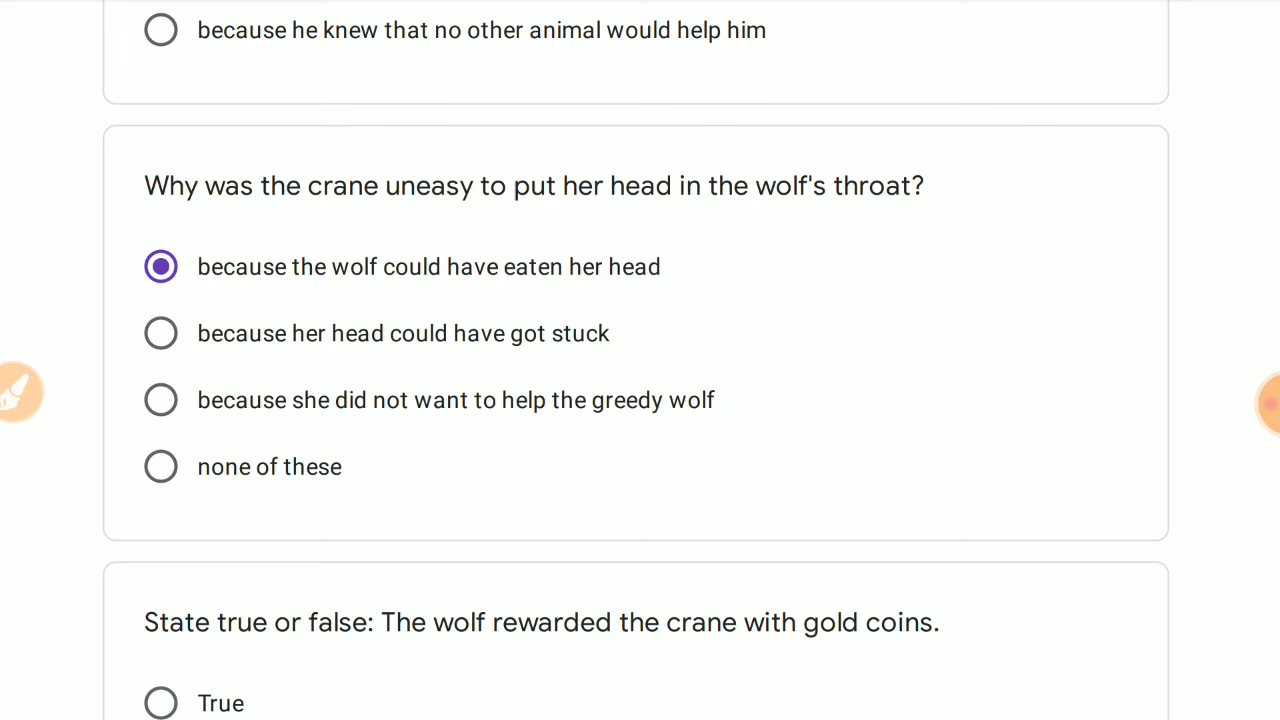 because he knew that no other animal would help him
Why was the crane uneasy to put her head in the wolf's throat?
because the wolf could have eaten her head
because her head could have got stuck
because she did not want to help the greedy wolf
none of these
State true or false: The wolf rewarded the crane with gold coins.
True